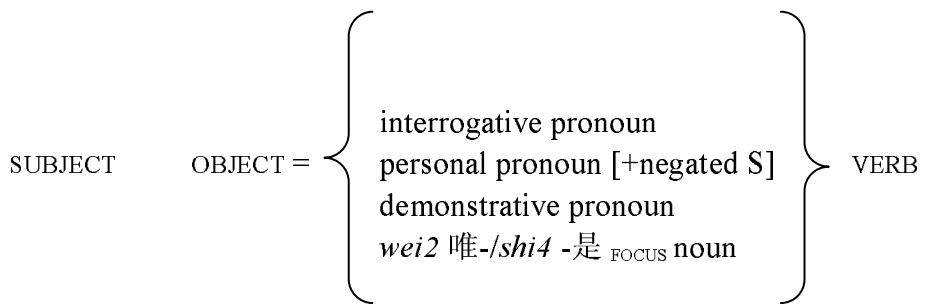 interrogative pronoun
SUBJECT OBJECT = personal pronoun [+negated S] VERB
demonstrative pronoun
wei2 唯-/shi4 -是 FOCUS noun